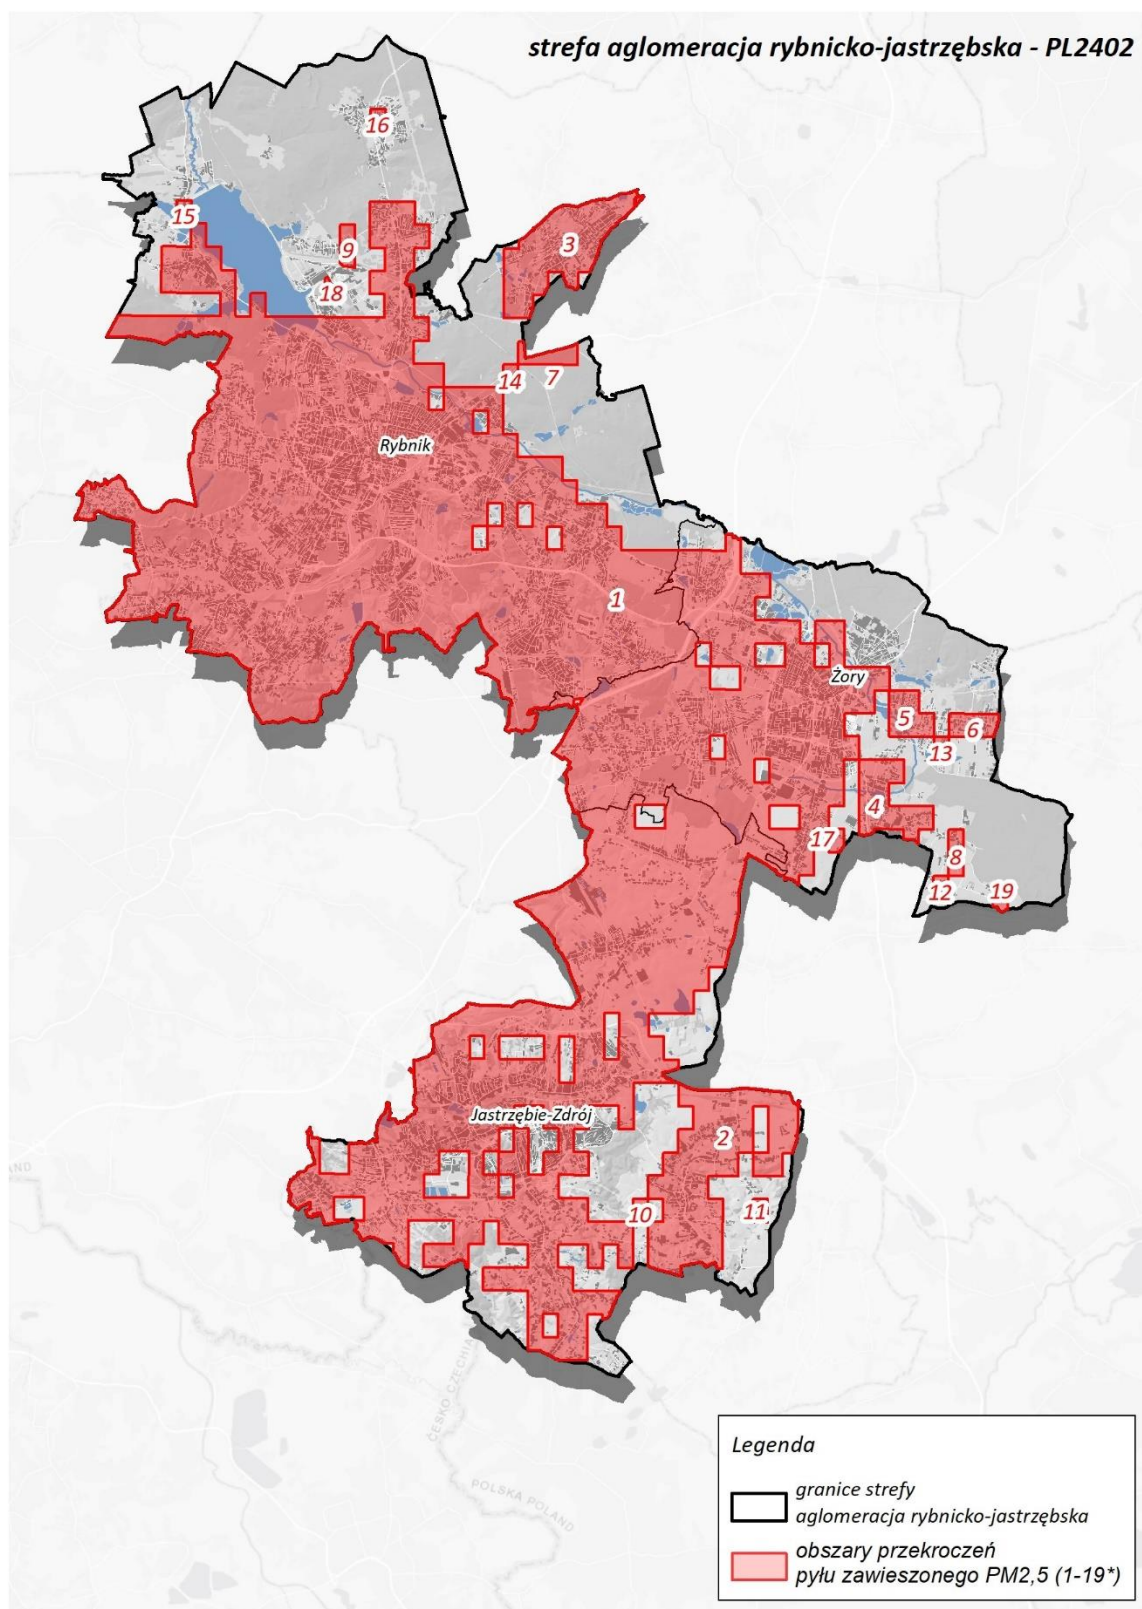 strefa aglomeracja rybnicko-jastrzębska - PL2402
16
15
9
3
18
14
7
Rybnik
1
Żory
5
6
13
4
17
8
12
19
Jastrzębie-Zdrój
2
10
11
LAND
ČESKO CZECHIA
POLSKA POLAND
Legenda
granice strefy
aglomeracja rybnicko-jastrzębska
obszary przekroczeń
pyłu zawieszonego PM2,5 (1-19*)